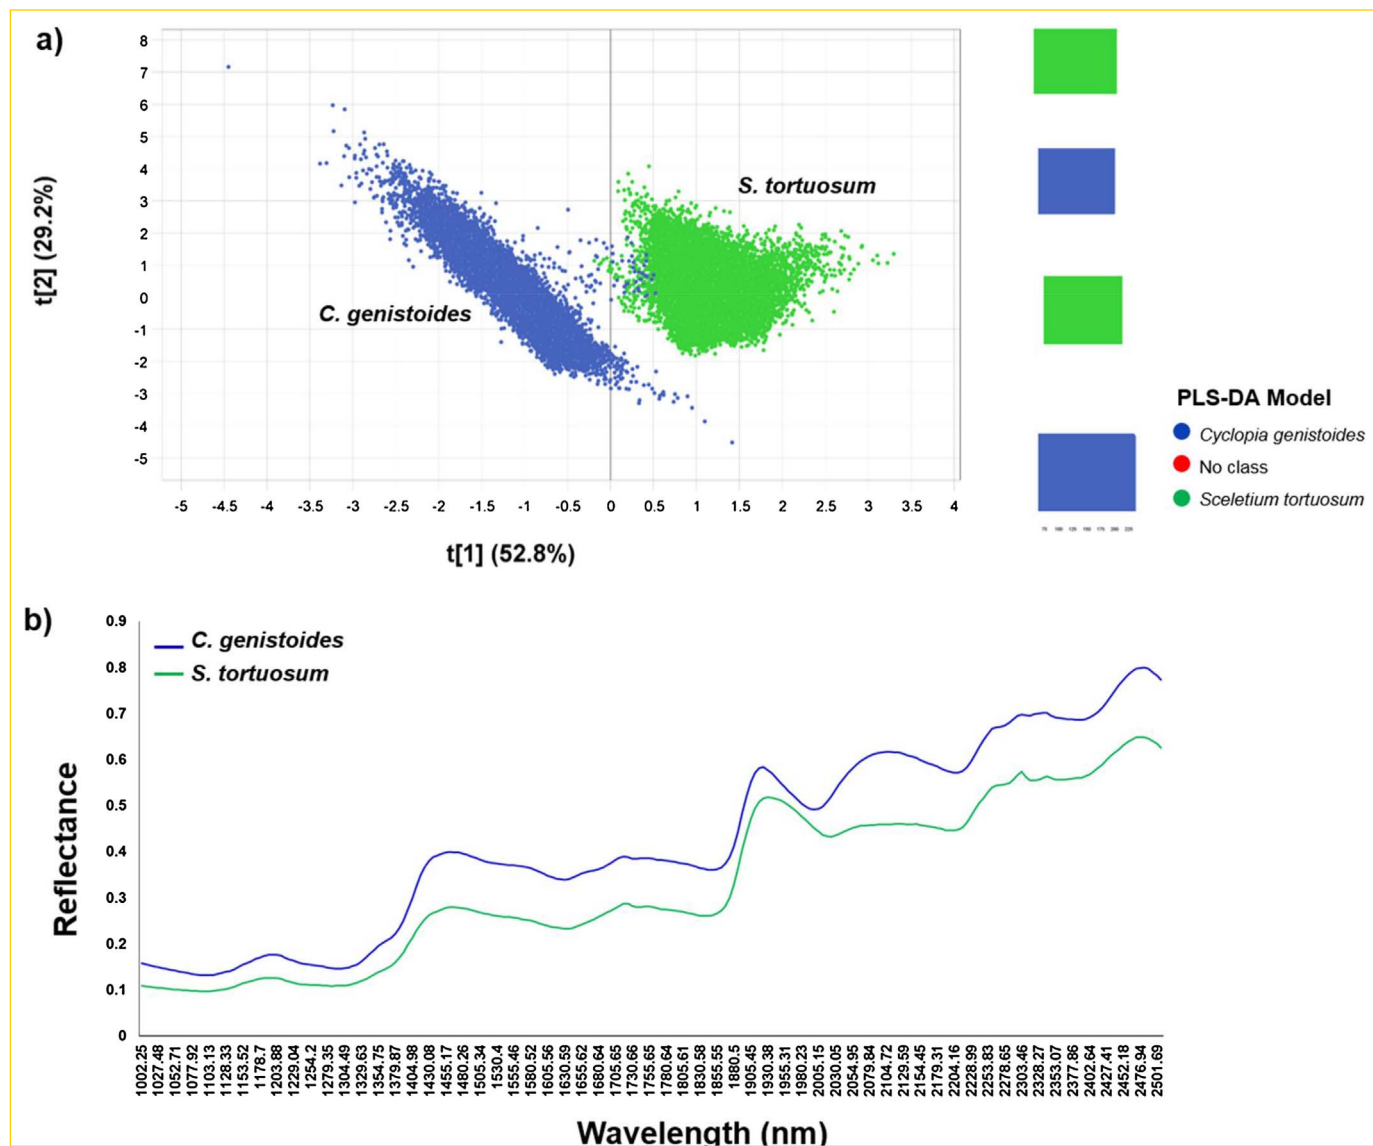 a)
8
7
6
5
4
3
2
1
0
-1
-2
-3
-4
-5
t[2] (29.2%)
S. tortuosum
C. genistoides
-5 -4.5 -4 -3.5 -3 -2.5 -2 -1.5 -1 -0.5 0 0.5 1 1.5 2 2.5 3 3.5 4
t[1] (52.8%)
75 100 125 150 175 200 225
PLS-DA Model
Cyclopia genistoides
No class
Sceletium tortuosum
b)
C. genistoides
S. tortuosum
0.9
0.8
0.7
0.6
0.5
0.4
0.3
0.2
0.1
0
Reflectance
1002.25 1027.48 1052.71 1077.92 1103.13 1128.33 1153.52 1178.7 1203.88 1229.04 1254.2 1279.35 1304.49 1329.63 1354.75 1379.87 1404.98 1430.08 1455.17 1480.26 1505.34 1530.4 1555.46 1580.52 1605.56 1630.59 1655.62 1680.64 1705.65 1730.66 1755.65 1780.64 1805.61 1830.58 1855.55 1880.5 1905.45 1930.38 1955.31 1980.23 2005.15 2030.05 2054.95 2079.84 2104.72 2129.59 2154.45 2179.31 2204.16 2228.99 2253.83 2278.65 2303.46 2328.27 2353.07 2377.86 2402.64 2427.41 2452.18 2476.94 2501.69
Wavelength (nm)